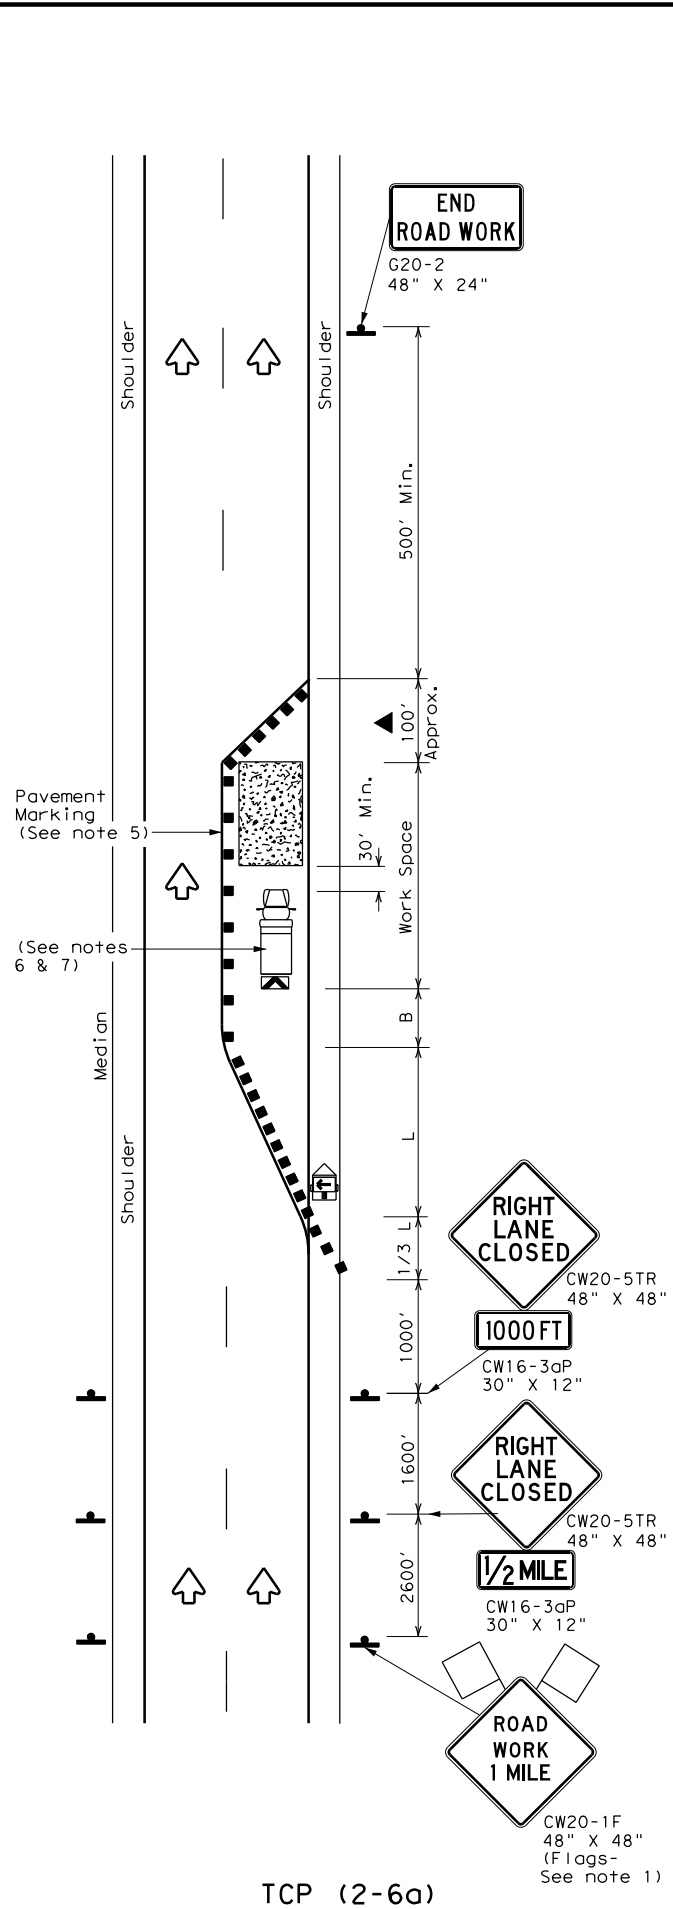 END
ROAD WORK
G20-2
48" X 24"
Shoulder
Shoulder
500' Min.
100'
Approx.
30' Min.
Pavement
Marking
(See note 5)
Work Space
(See notes
6 & 7)
B
Median
L
Shoulder
RIGHT
LANE
CLOSED
1/3 L
CW20-5TR
48" X 48"
1000 FT
1000'
CW16-3aP
30" X 12"
RIGHT
LANE
CLOSED
1600'
CW20-5TR
48" X 48"
1/2 MILE
2600'
CW16-3aP
30" X 12"
ROAD
WORK
1 MILE
CW20-1F
48" X 48"
(Flags-
See note 1)
TCP (2-6a)